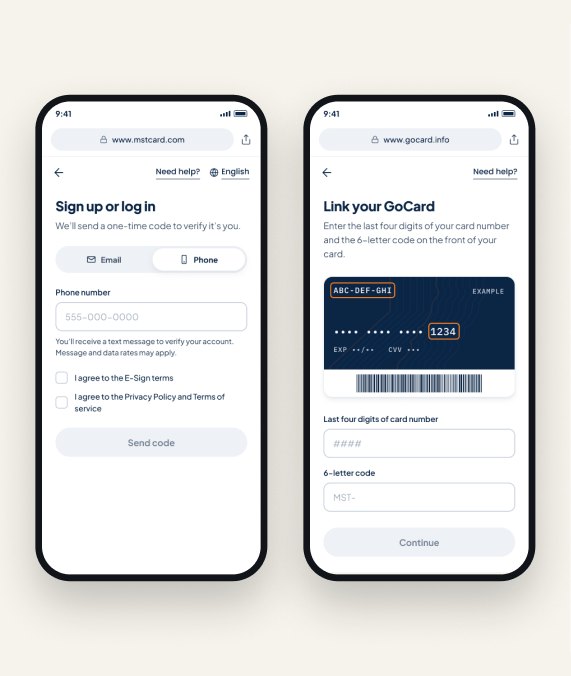 9:41
www.mstcard.com
Need help?
English
Sign up or log in
We'll send a one-time code to verify it's you.
Email
Phone
Phone number
555-000-0000
You'll receive a text message to verify your account.
Message and data rates may apply.
I agree to the E-Sign terms
I agree to the Privacy Policy and Terms of
service
Send code
9:41
www.gocard.info
Need help?
Link your GoCard
Enter the last four digits of your card number
and the 6-letter code on the front of your
card.
ABC-DEF-GHI
EXAMPLE
•••• •••• •••• 1234
EXP ••/•• CVV •••
Last four digits of card number
####
6-letter code
MST-
Continue